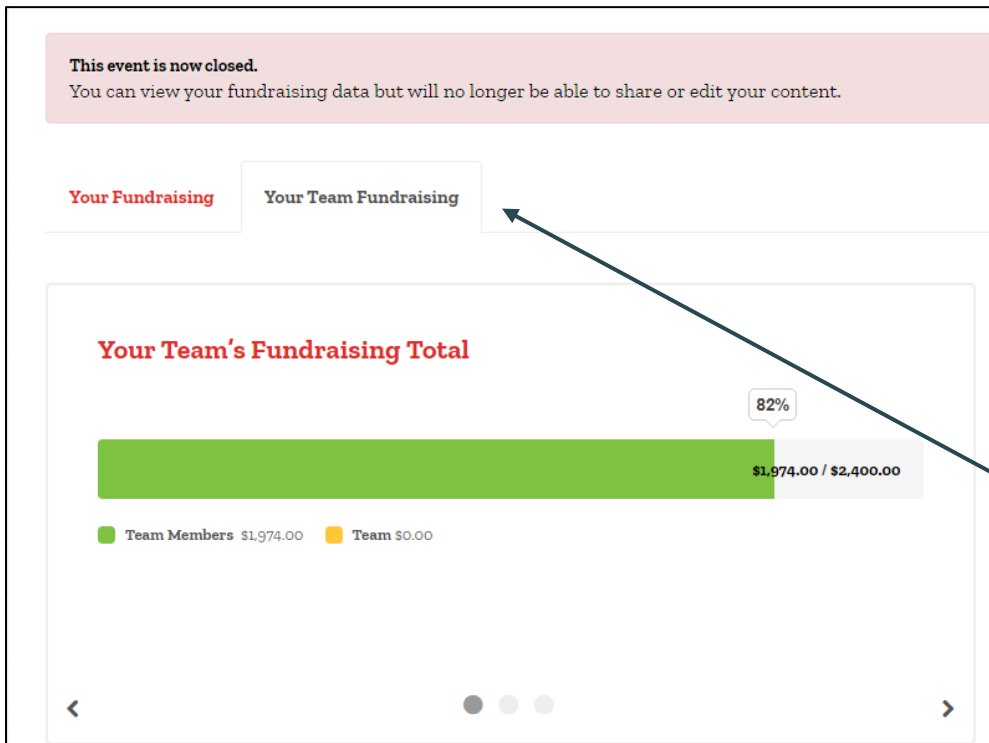 This event is now closed.
You can view your fundraising data but will no longer be able to share or edit your content.
Your Fundraising Your Team Fundraising
Your Team's Fundraising Total
82%
$1,974.00 / $2,400.00
Team Members $1,974.00 Team $0.00